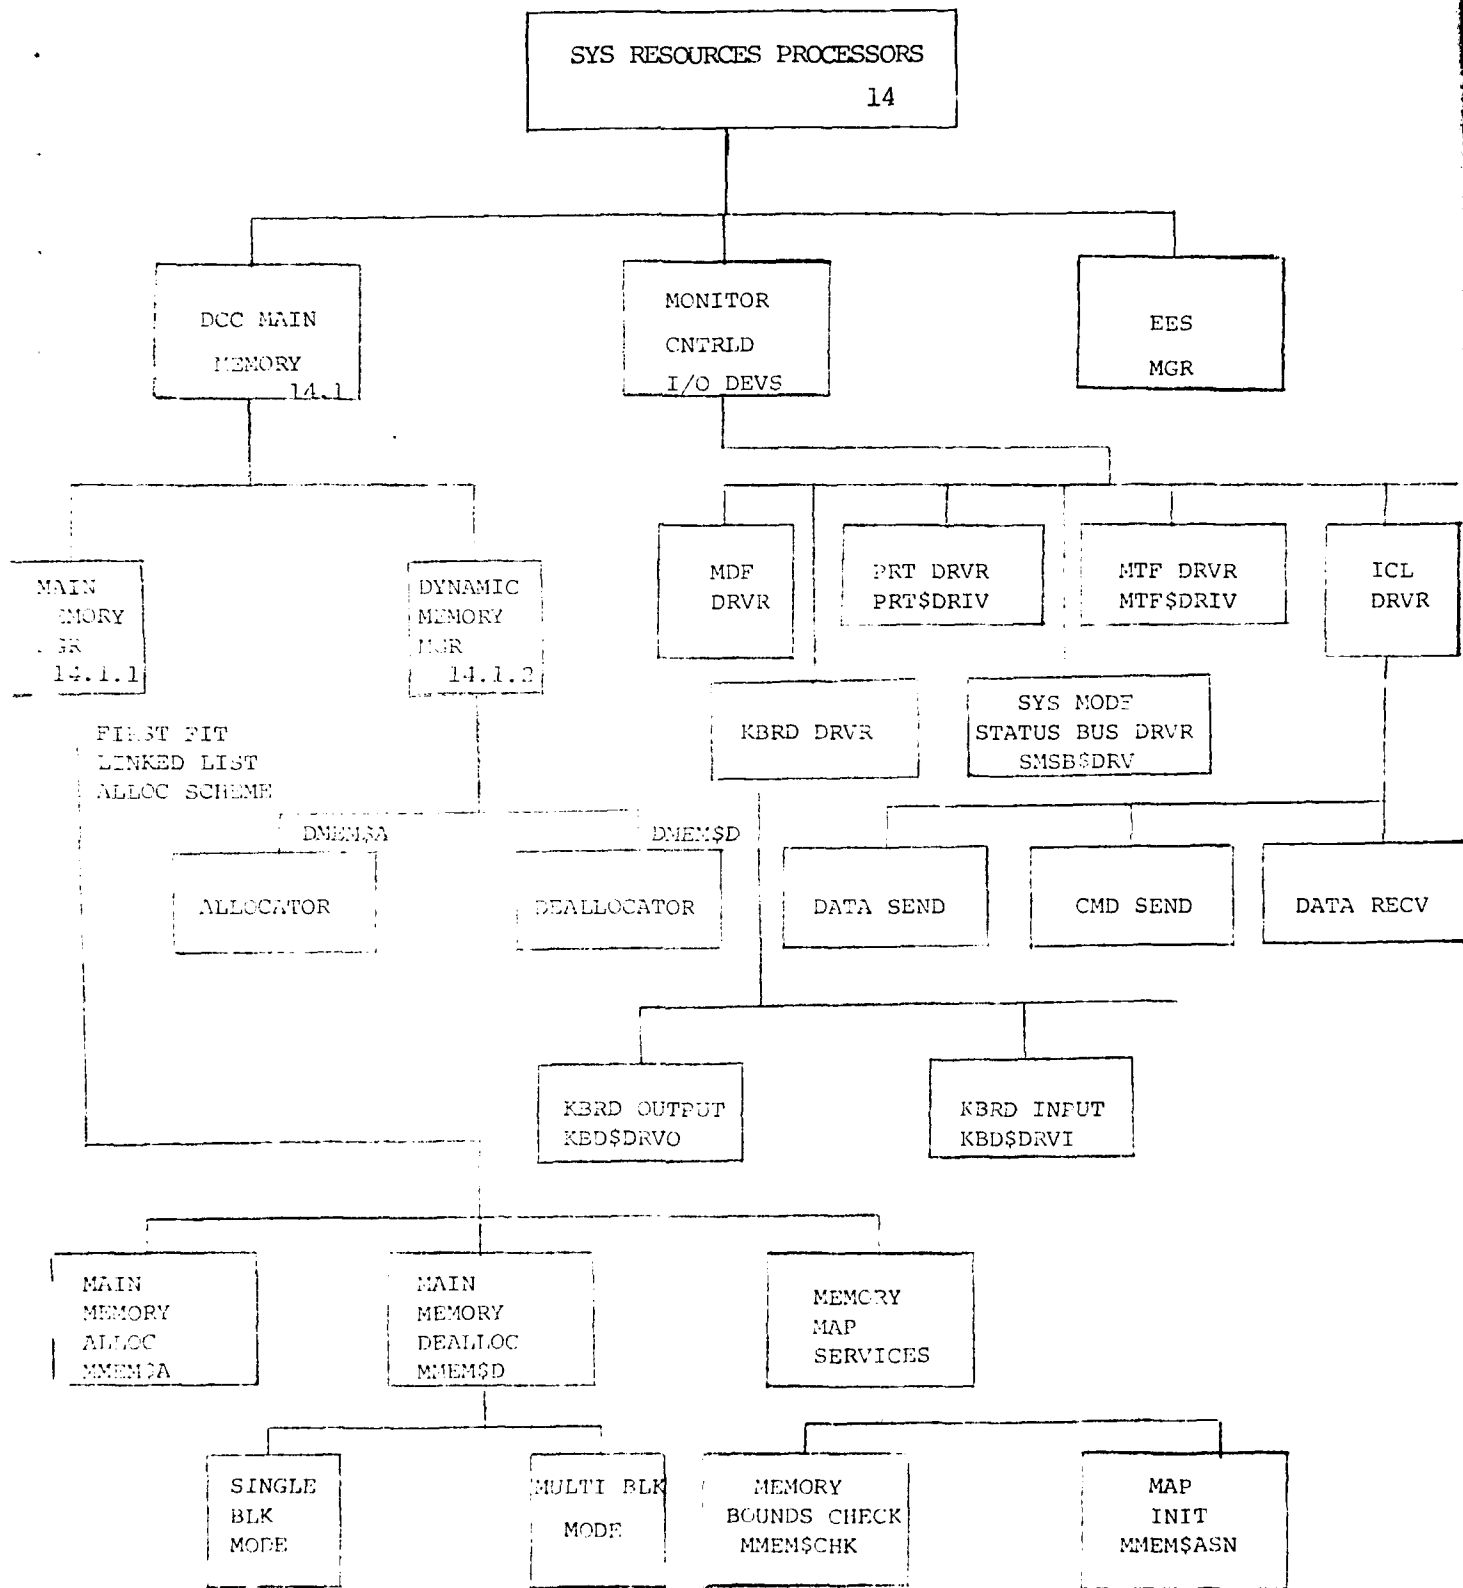 SYS RESOURCES PROCESSORS
14
DCC MAIN
MEMORY
14.1
MONITOR
CNTRLD
I/O DEVS
EES
MGR
MAIN
EMORY
GR
14.1.1
DYNAMIC
MEMORY
MGR
14.1.2
MDF
DRVR
PRT DRVR
PRT$DRIV
MTF DRVR
MTF$DRIV
ICL
DRVR
KBRD DRVR
SYS MODE
STATUS BUS DRVR
SMSB$DRV
FIRST FIT
LINKED LIST
ALLOC SCHEME
DMEM$A
DMEM$D
ALLOCATOR
DEALLOCATOR
DATA SEND
CMD SEND
DATA RECV
KBRD OUTPUT
KBD$DRVO
KBRD INPUT
KBD$DRVI
MAIN
MEMORY
ALLOC
MMEM$A
MAIN
MEMORY
DEALLOC
MMEM$D
MEMORY
MAP
SERVICES
SINGLE
BLK
MODE
MULTI BLK
MODE
MEMORY
BOUNDS CHECK
MMEM$CHK
MAP
INIT
MMEM$ASN